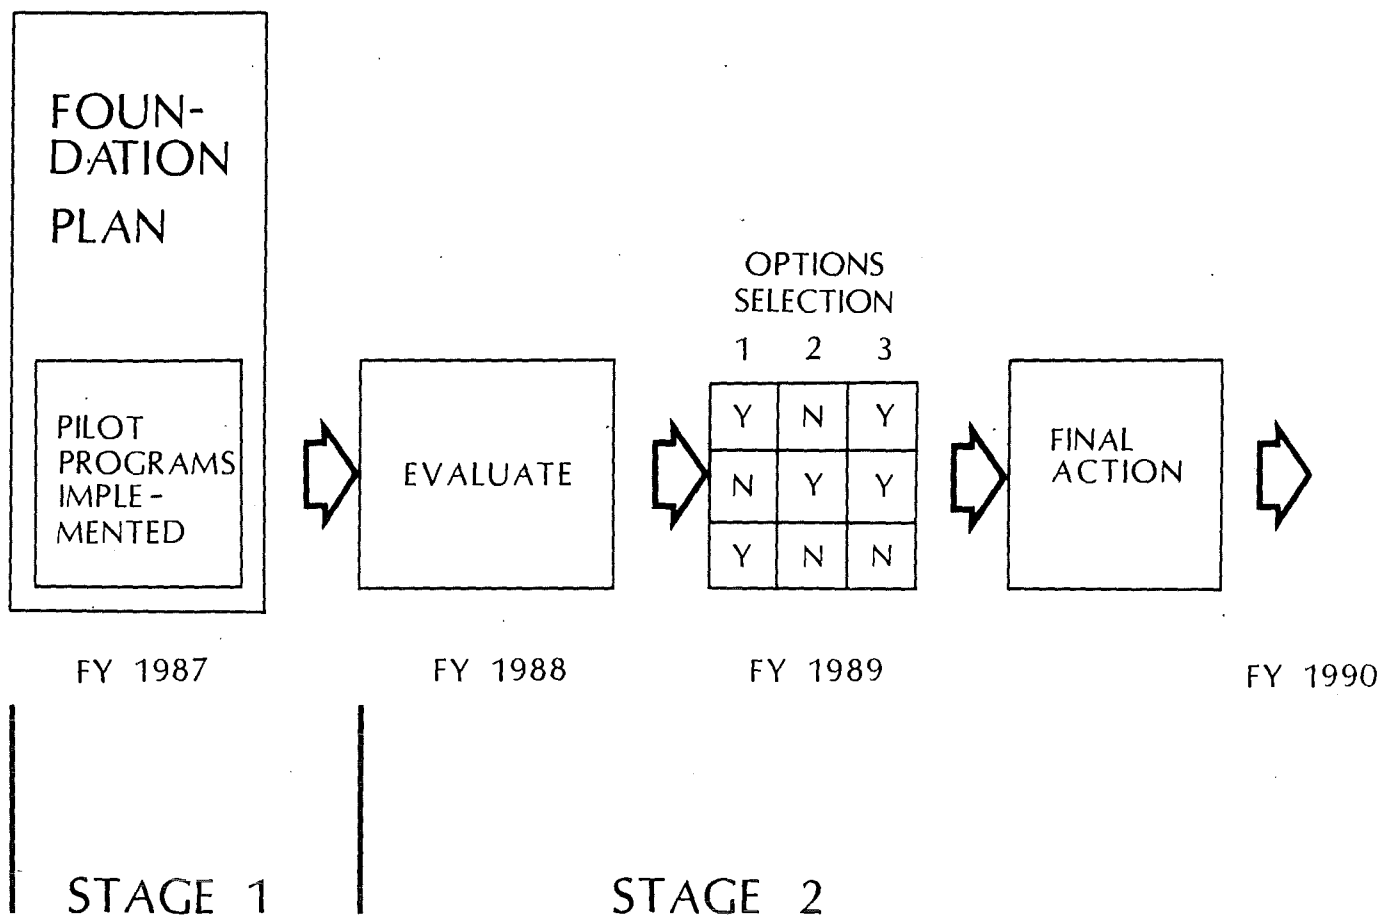 FOUN-
DATION
PLAN
PILOT
PROGRAMS
IMPLE-
MENTED
EVALUATE
OPTIONS
SELECTION
1 2 3
Y N Y
N Y Y
Y N N
FINAL
ACTION
FY 1987 FY 1988 FY 1989 FY 1990
STAGE 1 STAGE 2